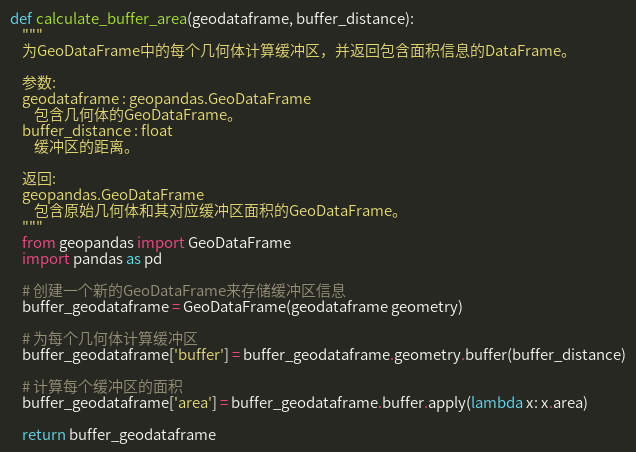 def calculate_buffer_area(geodataframe, buffer_distance):
"""
为GeoDataFrame中的每个几何体计算缓冲区，并返回包含面积信息的DataFrame。
参数:
geodataframe : geopandas.GeoDataFrame
包含几何体的GeoDataFrame。
buffer_distance : float
缓冲区的距离。
返回:
geopandas.GeoDataFrame
包含原始几何体和其对应缓冲区面积的GeoDataFrame。
"""
from geopandas import GeoDataFrame
import pandas as pd
# 创建一个新的GeoDataFrame来存储缓冲区信息
buffer_geodataframe = GeoDataFrame(geodataframe geometry)
# 为每个几何体计算缓冲区
buffer_geodataframe['buffer'] = buffer_geodataframe.geometry.buffer(buffer_distance)
# 计算每个缓冲区的面积
buffer_geodataframe['area'] = buffer_geodataframe.buffer.apply(lambda x: x.area)
return buffer_geodataframe